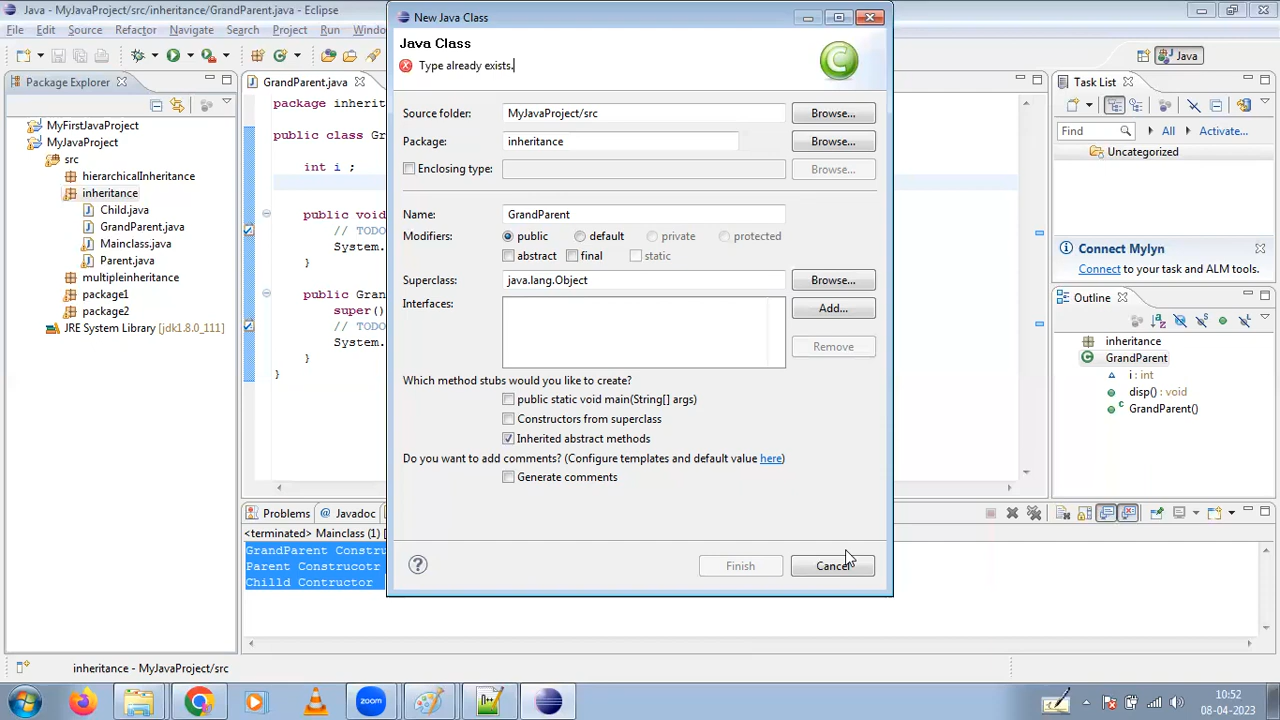 Java - MyJavaProject/src/inheritance/GrandParent.java - Eclipse
File Edit Source Refactor Navigate Search Project Run
Java
Package Explorer
MyFirstJavaProject
MyJavaProject
src
hierarchicalInheritance
inheritance
Child.java
GrandParent.java
Mainclass.java
Parent.java
multipleinheritance
package1
package2
JRE System Library [jdk1.8.0_111]
GrandParent.java
package
public class
int i ;
public void
// TODO
System.
}
public
super()
// TODO
System.
}
}
New Java Class
Java Class
Type already exists.
Source folder: MyJavaProject/src Browse...
Package: inheritance Browse...
Enclosing type: Browse...
Name: GrandParent
Modifiers: public default private protected
abstract final static
Superclass: java.lang.Object Browse...
Interfaces: Add...
Remove
Which method stubs would you like to create?
public static void main(String[] args)
Constructors from superclass
Inherited abstract methods
Do you want to add comments? (Configure templates and default value here)
Generate comments
Finish Cancel
Task List
Find All Activate...
Uncategorized
Connect Mylyn
Connect to your task and ALM tools.
Outline
inheritance
GrandParent
i : int
disp() : void
GrandParent()
Problems @ Javadoc
<terminated> Mainclass (1) [
GrandParent
Parent Construcotr
Chilld Contructor
inheritance - MyJavaProject/src
zoom
10:52
08-04-2023